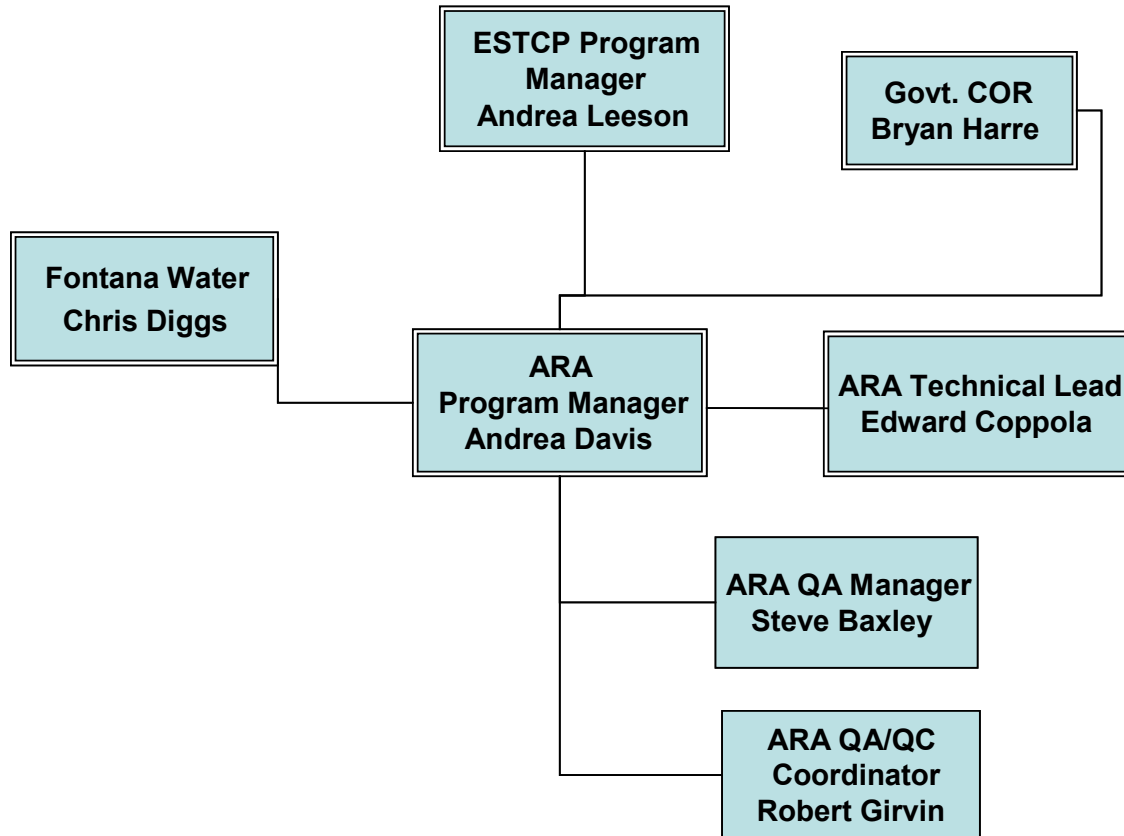 ESTCP Program
Manager
Andrea Leeson
Govt. COR
Bryan Harre
Fontana Water
Chris Diggs
ARA
Program Manager
Andrea Davis
ARA Technical Lead
Edward Coppola
ARA QA Manager
Steve Baxley
ARA QA/QC
Coordinator
Robert Girvin